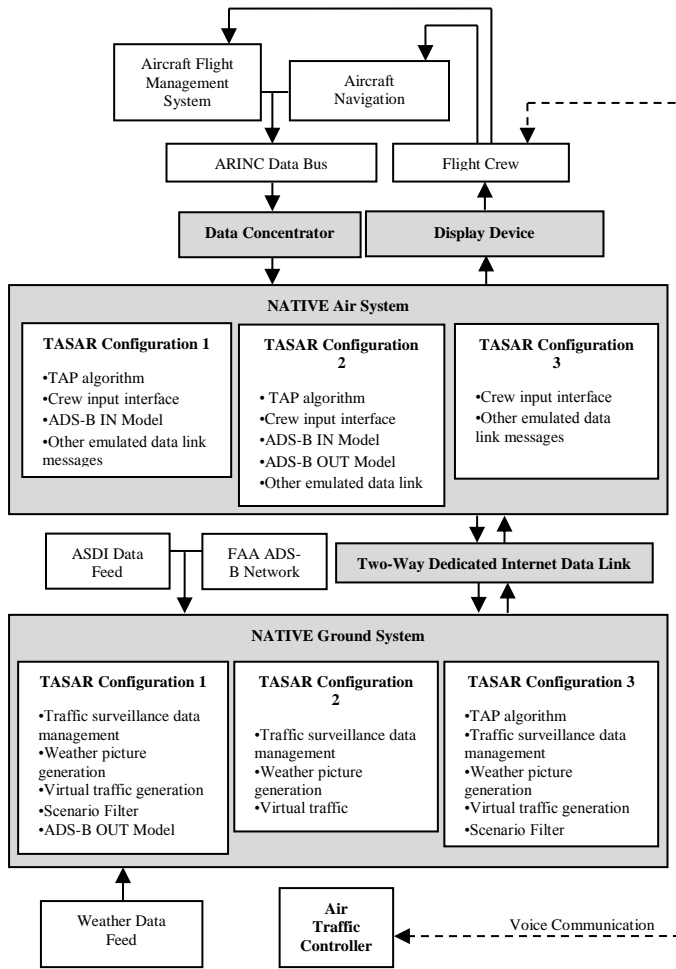 Aircraft Flight
Management
System
Aircraft
Navigation
ARINC Data Bus
Flight Crew
Data Concentrator
Display Device
NATIVE Air System
TASAR Configuration 1
•TAP algorithm
•Crew input interface
•ADS-B IN Model
•Other emulated data link
messages
TASAR Configuration
2
• TAP algorithm
•Crew input interface
•ADS-B IN Model
•ADS-B OUT Model
•Other emulated data link
TASAR Configuration
3
•Crew input interface
•Other emulated data
link messages
ASDI Data
Feed
FAA ADS-
B Network
Two-Way Dedicated Internet Data Link
NATIVE Ground System
TASAR Configuration 1
•Traffic surveillance data
management
•Weather picture
generation
•Virtual traffic generation
•Scenario Filter
•ADS-B OUT Model
TASAR Configuration
2
•Traffic surveillance data
management
•Weather picture
generation
•Virtual traffic
TASAR Configuration 3
•TAP algorithm
•Traffic surveillance data
management
•Weather picture
generation
•Virtual traffic generation
•Scenario Filter
Weather Data
Feed
Air
Traffic
Controller
Voice Communication